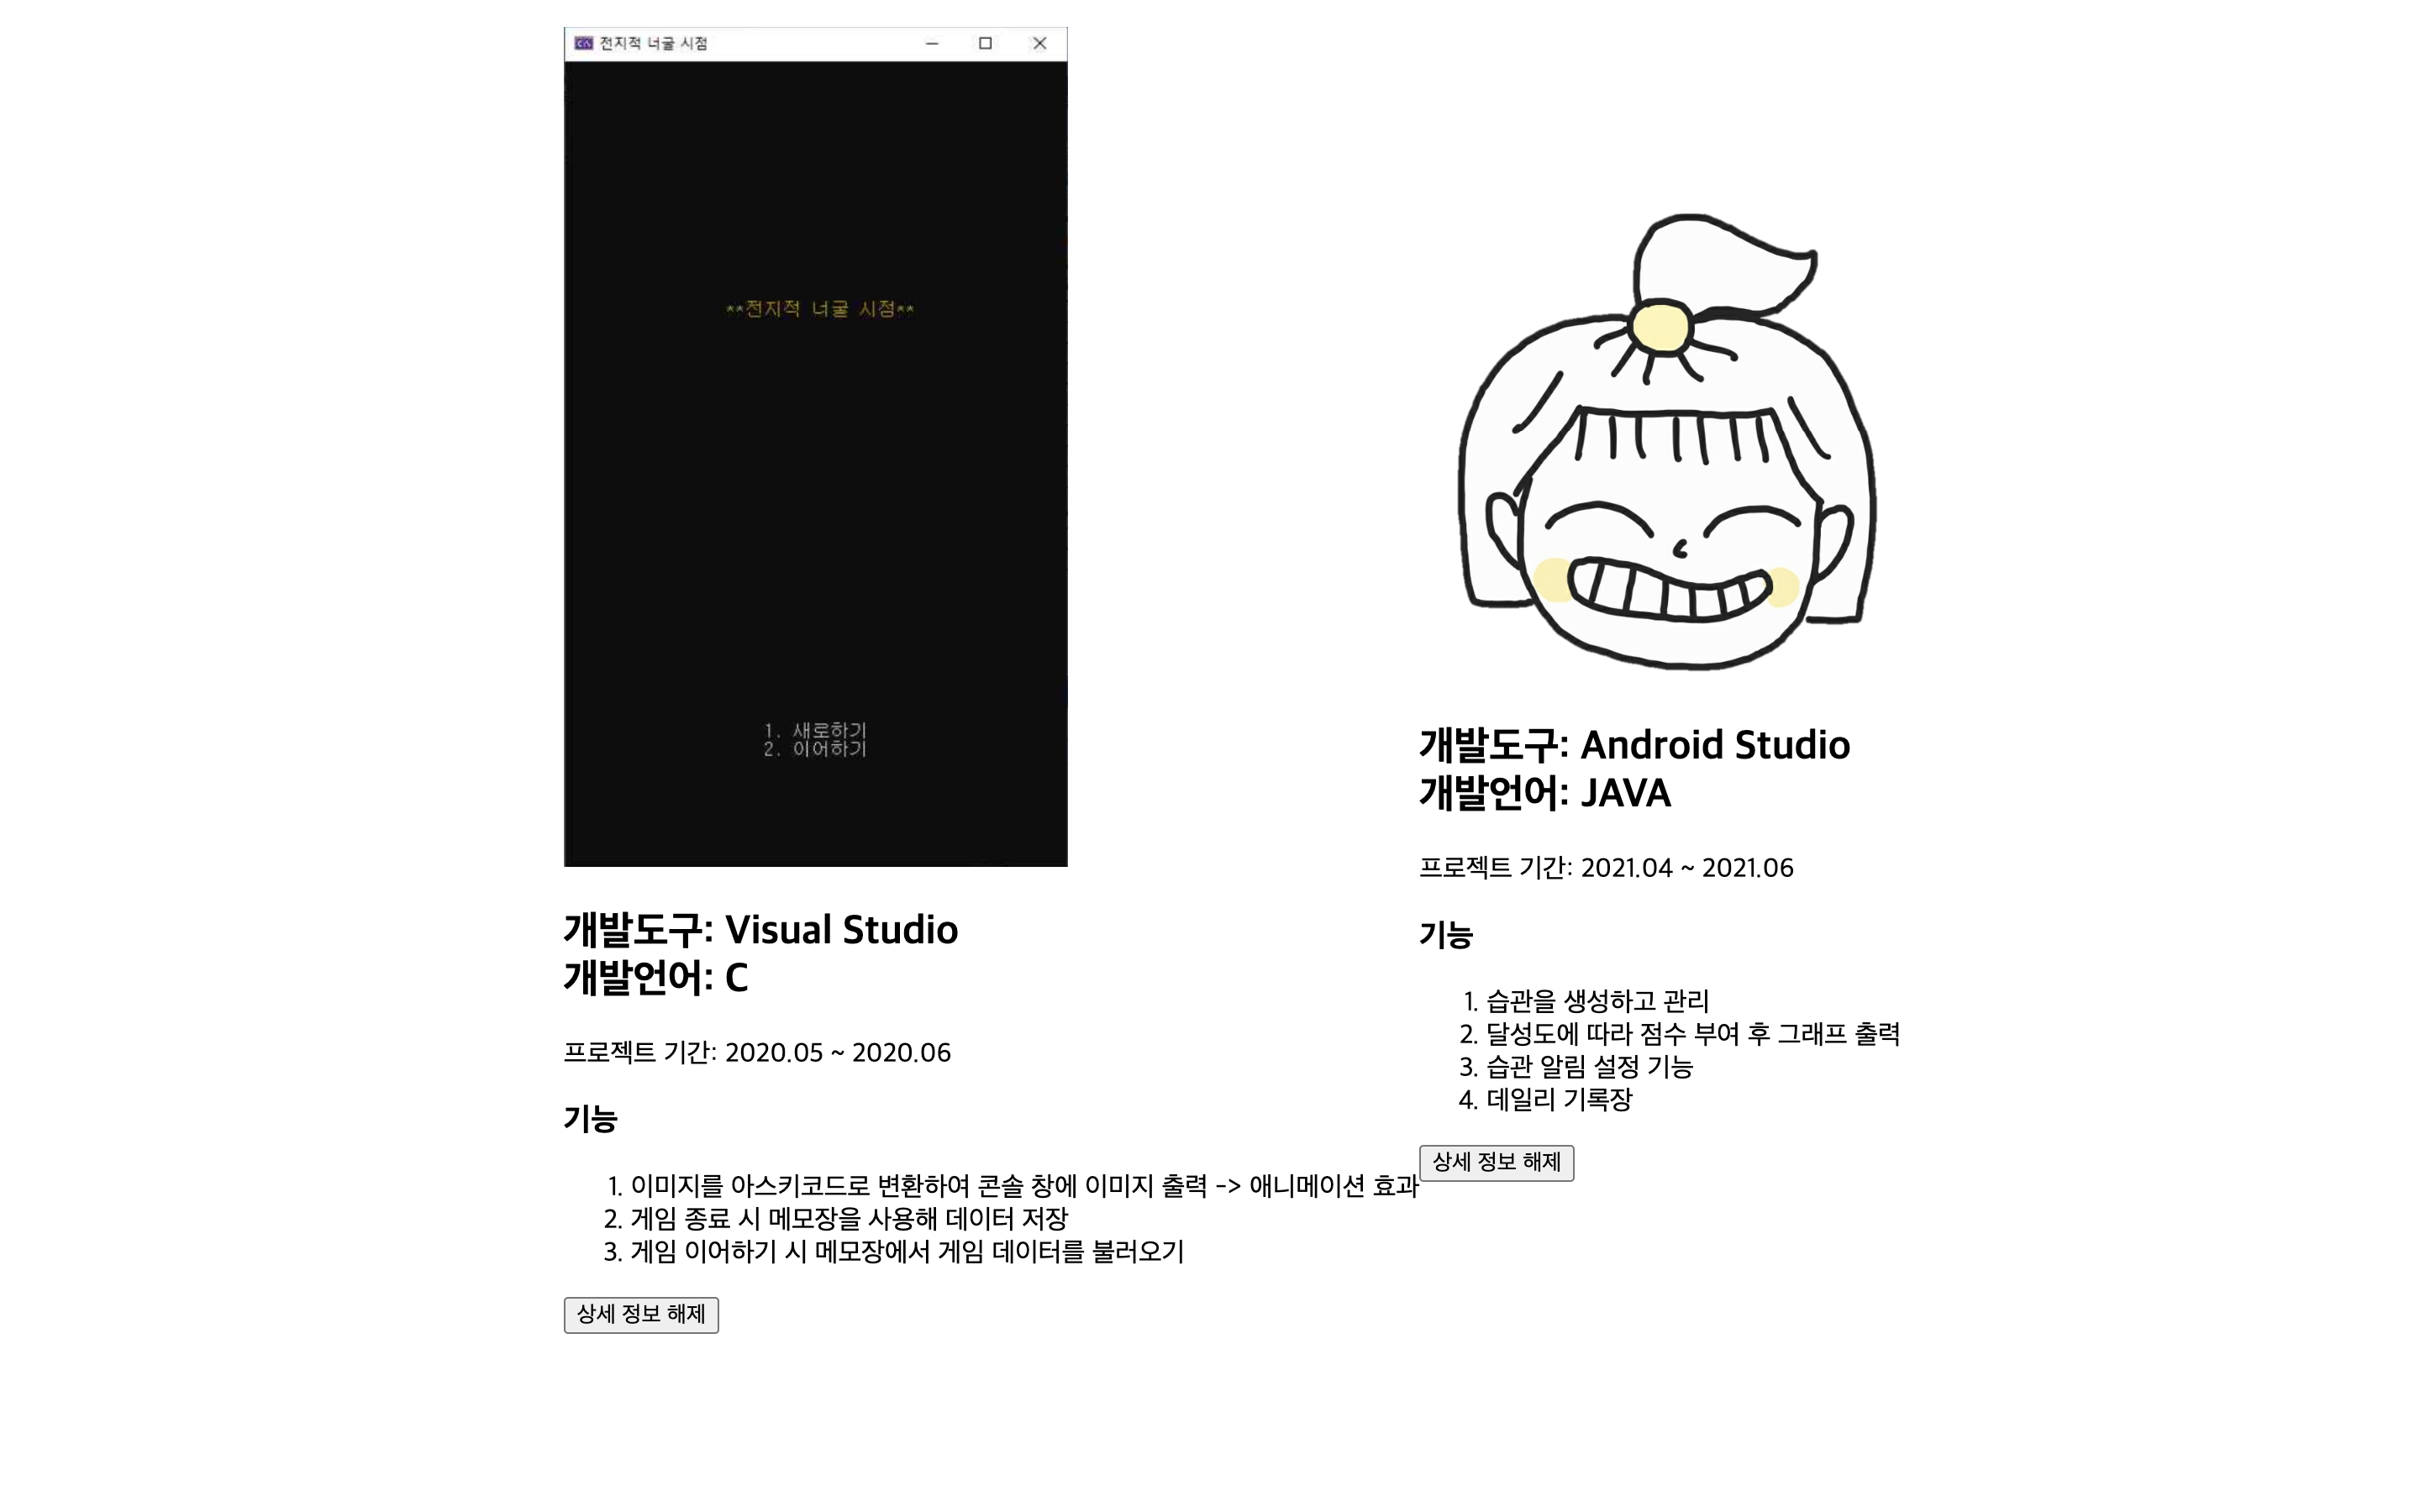 전지적 너굴 시점
**전지적 너굴 시점**
1. 새로하기
2. 이어하기
개발도구: Visual Studio
개발언어: C
프로젝트 기간: 2020.05 ~ 2020.06
기능
1. 이미지를 아스키코드로 변환하여 콘솔 창에 이미지 출력 -> 애니메이션 효과
2. 게임 종료 시 메모장을 사용해 데이터 저장
3. 게임 이어하기 시 메모장에서 게임 데이터를 불러오기
상세 정보 해제
개발도구: Android Studio
개발언어: JAVA
프로젝트 기간: 2021.04 ~ 2021.06
기능
1. 습관을 생성하고 관리
2. 달성도에 따라 점수 부여 후 그래프 출력
3. 습관 알림 설정 기능
4. 데일리 기록장
상세 정보 해제